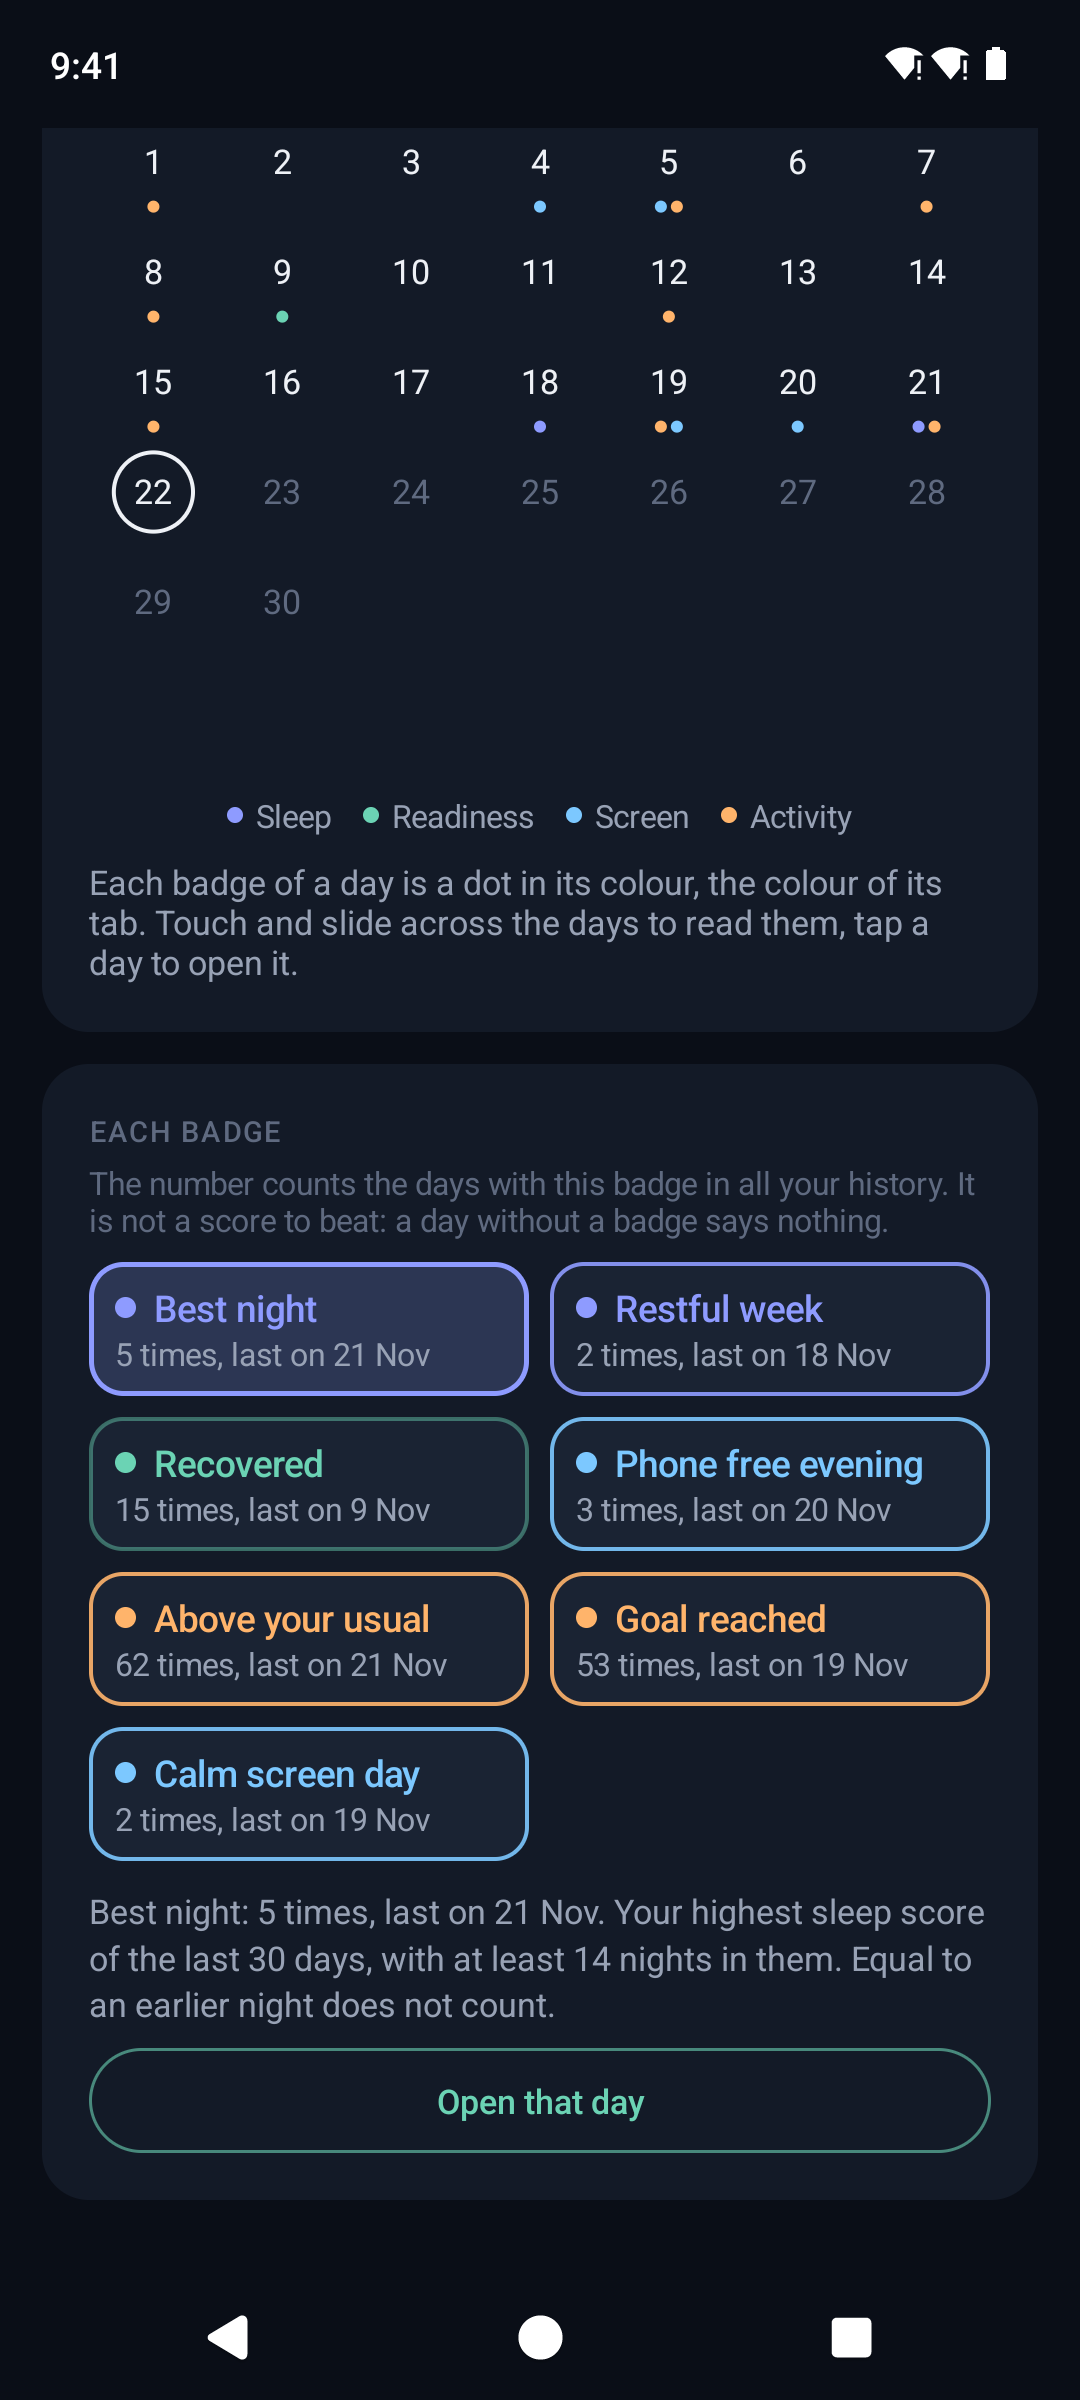 9:41
1 2 3 4 5 6 7
8 9 10 11 12 13 14
15 16 17 18 19 20 21
22 23 24 25 26 27 28
29 30
Sleep Readiness Screen Activity
Each badge of a day is a dot in its colour, the colour of its
tab. Touch and slide across the days to read them, tap a
day to open it.
EACH BADGE
The number counts the days with this badge in all your history. It
is not a score to beat: a day without a badge says nothing.
Best night
5 times, last on 21 Nov
Restful week
2 times, last on 18 Nov
Recovered
15 times, last on 9 Nov
Phone free evening
3 times, last on 20 Nov
Above your usual
62 times, last on 21 Nov
Goal reached
53 times, last on 19 Nov
Calm screen day
2 times, last on 19 Nov
Best night: 5 times, last on 21 Nov. Your highest sleep score
of the last 30 days, with at least 14 nights in them. Equal to
an earlier night does not count.
Open that day